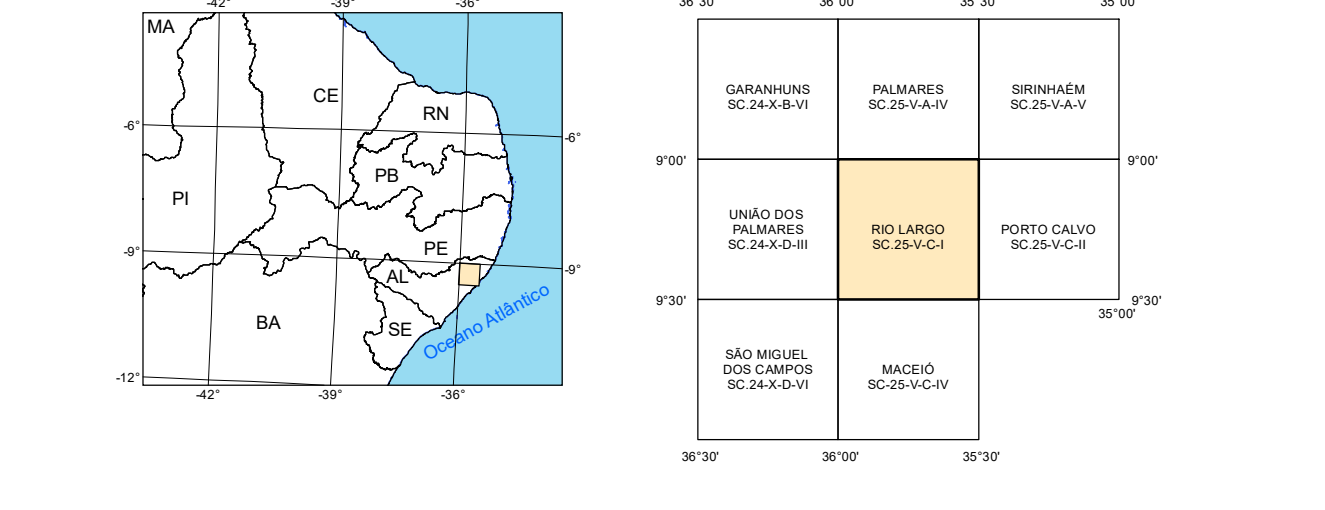 -42° -39° -36°
MA
CE
RN
-6° -6°
PB
PI
PE
-9° -9°
AL
BA
SE
Oceano Atlântico
-12°
-42° -39° -36°
36°30' 36°00' 35°30' 35°00'
GARANHUNS
SC.24-X-B-VI
PALMARES
SC.25-V-A-IV
SIRINHAÉM
SC.25-V-A-V
9°00' 9°00'
UNIÃO DOS
PALMARES
SC.24-X-D-III
RIO LARGO
SC.25-V-C-I
PORTO CALVO
SC.25-V-C-II
9°30' 9°30'
35°00'
SÃO MIGUEL
DOS CAMPOS
SC.24-X-D-VI
MACEIÓ
SC-25-V-C-IV
36°30' 36°00' 35°30'